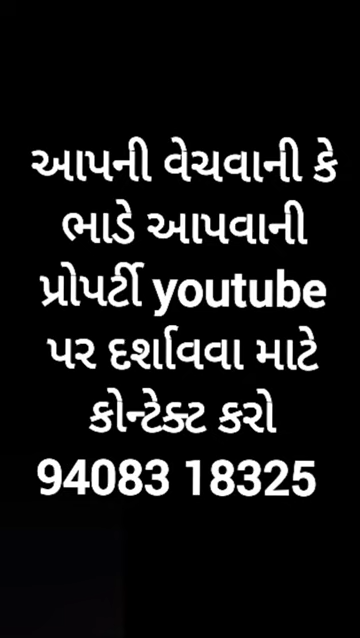 આપની વેચવાની કે
ભાડે આપવાની
પ્રોપર્ટી youtube
પર દર્શાવવા માટે
કોન્ટેક્ટ કરો
94083 18325